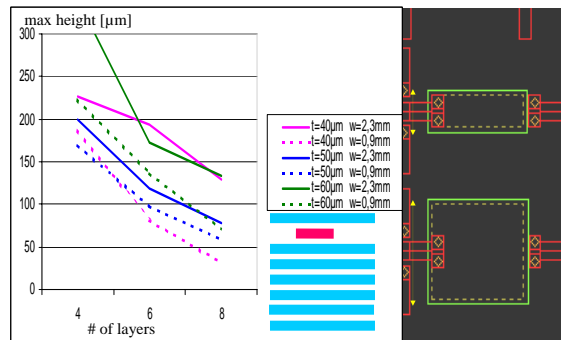 max height [µm]
300
250
200
150
100
50
0
4 6 8
# of layers
t=40µm w=2,3mm
t=40µm w=0,9mm
t=50µm w=2,3mm
t=50µm w=0,9mm
t=60µm w=2,3mm
t=60µm w=0,9mm